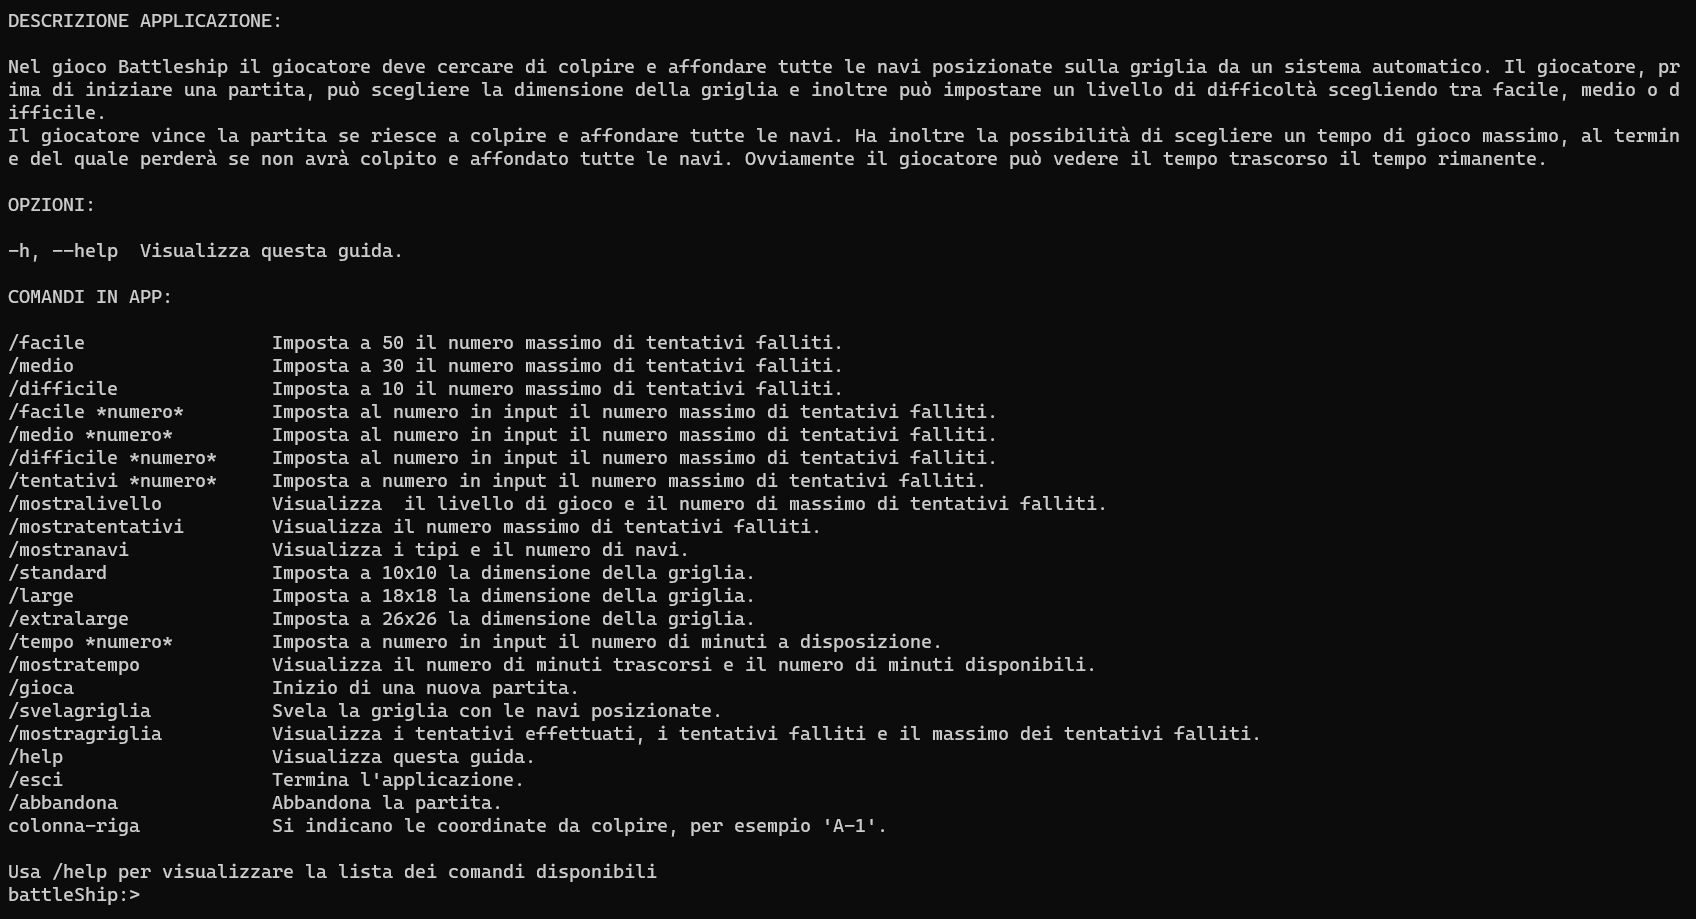 DESCRIZIONE APPLICAZIONE:
Nel gioco Battleship il giocatore deve cercare di colpire e affondare tutte le navi posizionate sulla griglia da un sistema automatico. Il giocatore, pr
ima di iniziare una partita, può scegliere la dimensione della griglia e inoltre può impostare un livello di difficoltà scegliendo tra facile, medio o d
ifficile.
Il giocatore vince la partita se riesce a colpire e affondare tutte le navi. Ha inoltre la possibilità di scegliere un tempo di gioco massimo, al termin
e del quale perderà se non avrà colpito e affondato tutte le navi. Ovviamente il giocatore può vedere il tempo trascorso il tempo rimanente.
OPZIONI:
-h, --help  Visualizza questa guida.
COMANDI IN APP:
/facile                 Imposta a 50 il numero massimo di tentativi falliti.
/medio                  Imposta a 30 il numero massimo di tentativi falliti.
/difficile              Imposta a 10 il numero massimo di tentativi falliti.
/facile *numero*        Imposta al numero in input il numero massimo di tentativi falliti.
/medio *numero*         Imposta al numero in input il numero massimo di tentativi falliti.
/difficile *numero*     Imposta al numero in input il numero massimo di tentativi falliti.
/tentativi *numero*     Imposta a numero in input il numero massimo di tentativi falliti.
/mostralivello          Visualizza  il livello di gioco e il numero di massimo di tentativi falliti.
/mostratentativi        Visualizza il numero massimo di tentativi falliti.
/mostranavi             Visualizza i tipi e il numero di navi.
/standard               Imposta a 10x10 la dimensione della griglia.
/large                  Imposta a 18x18 la dimensione della griglia.
/extralarge             Imposta a 26x26 la dimensione della griglia.
/tempo *numero*         Imposta a numero in input il numero di minuti a disposizione.
/mostratempo            Visualizza il numero di minuti trascorsi e il numero di minuti disponibili.
/gioca                  Inizio di una nuova partita.
/svelagriglia           Svela la griglia con le navi posizionate.
/mostragriglia          Visualizza i tentativi effettuati, i tentativi falliti e il massimo dei tentativi falliti.
/help                   Visualizza questa guida.
/esci                   Termina l'applicazione.
/abbandona              Abbandona la partita.
colonna-riga            Si indicano le coordinate da colpire, per esempio 'A-1'.
Usa /help per visualizzare la lista dei comandi disponibili
battleShip:>